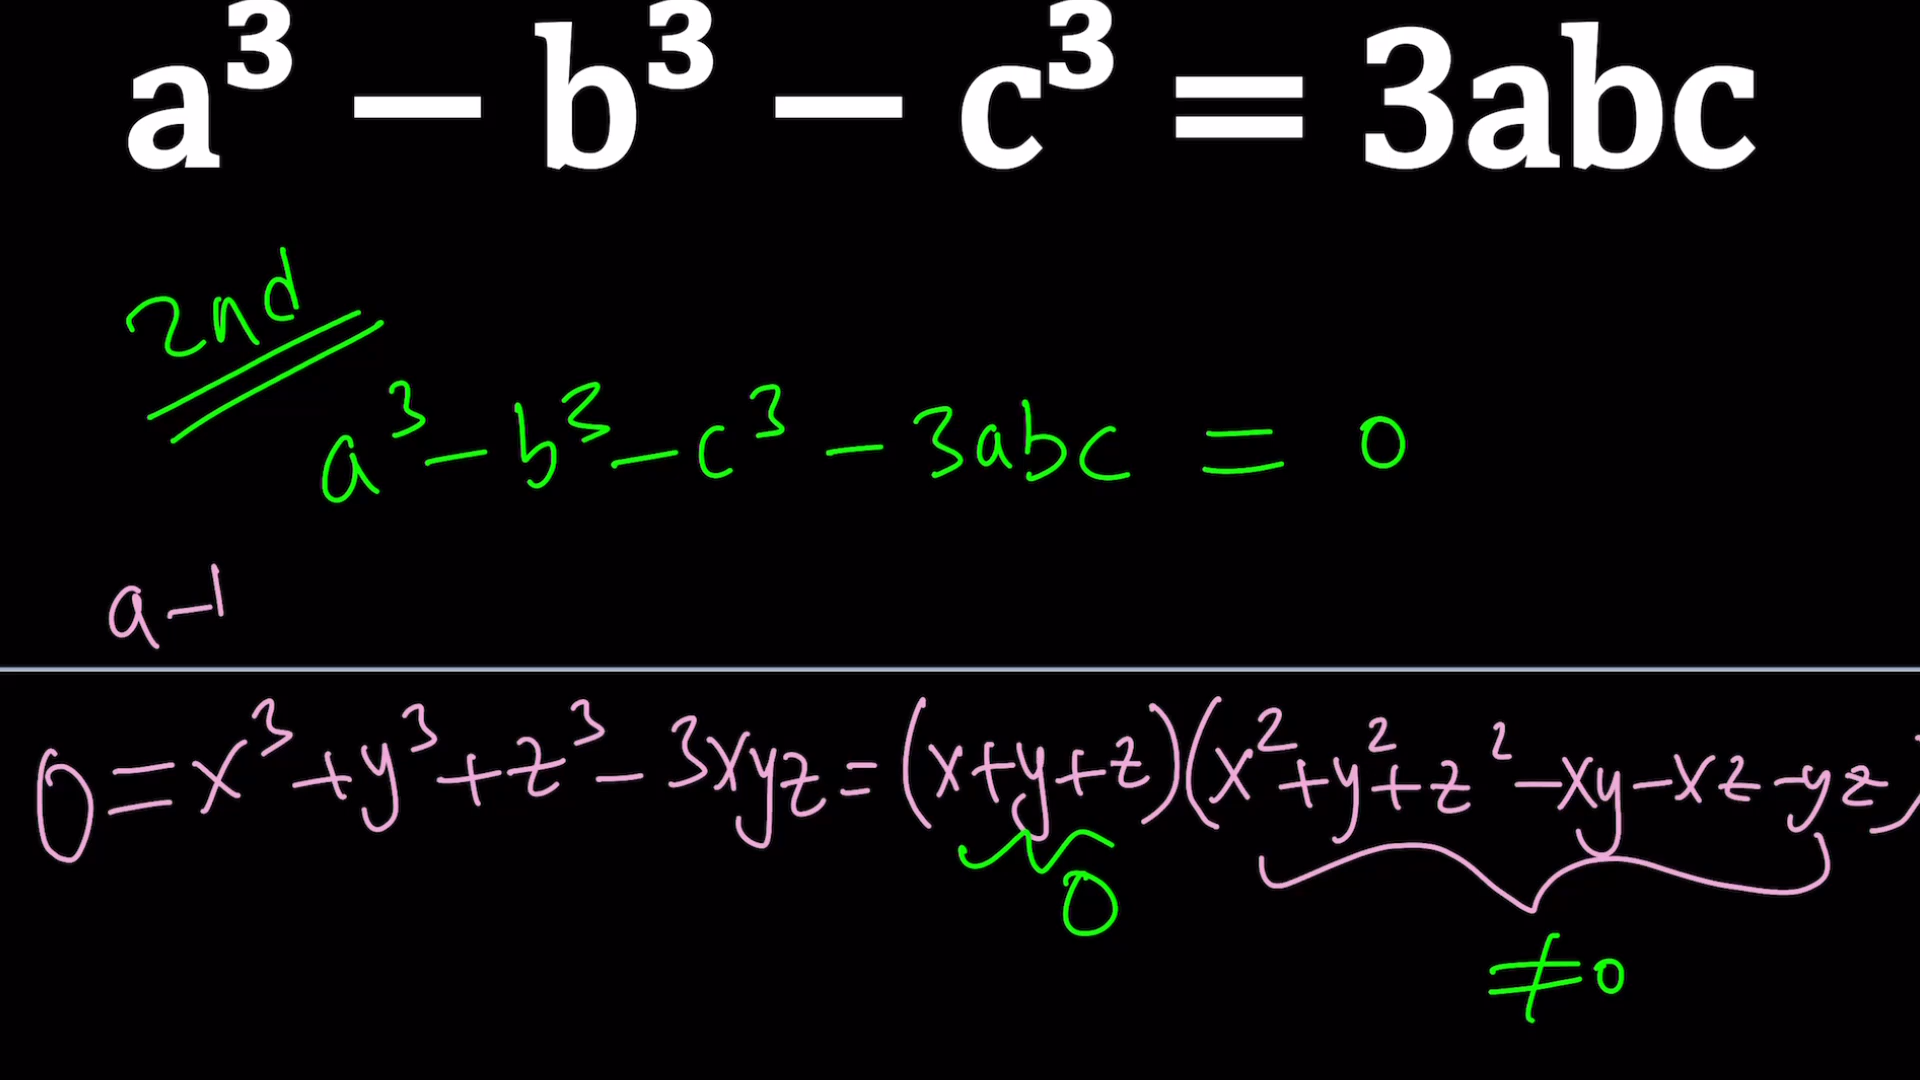 a³ − b³ − c³ = 3abc
2nd
a³ − b³ − c³ − 3abc = 0
a −
0 = x³ + y³ + z³ − 3xyz = (x+y+z)(x² + y² + z² − xy − xz − yz)
0
≠ 0